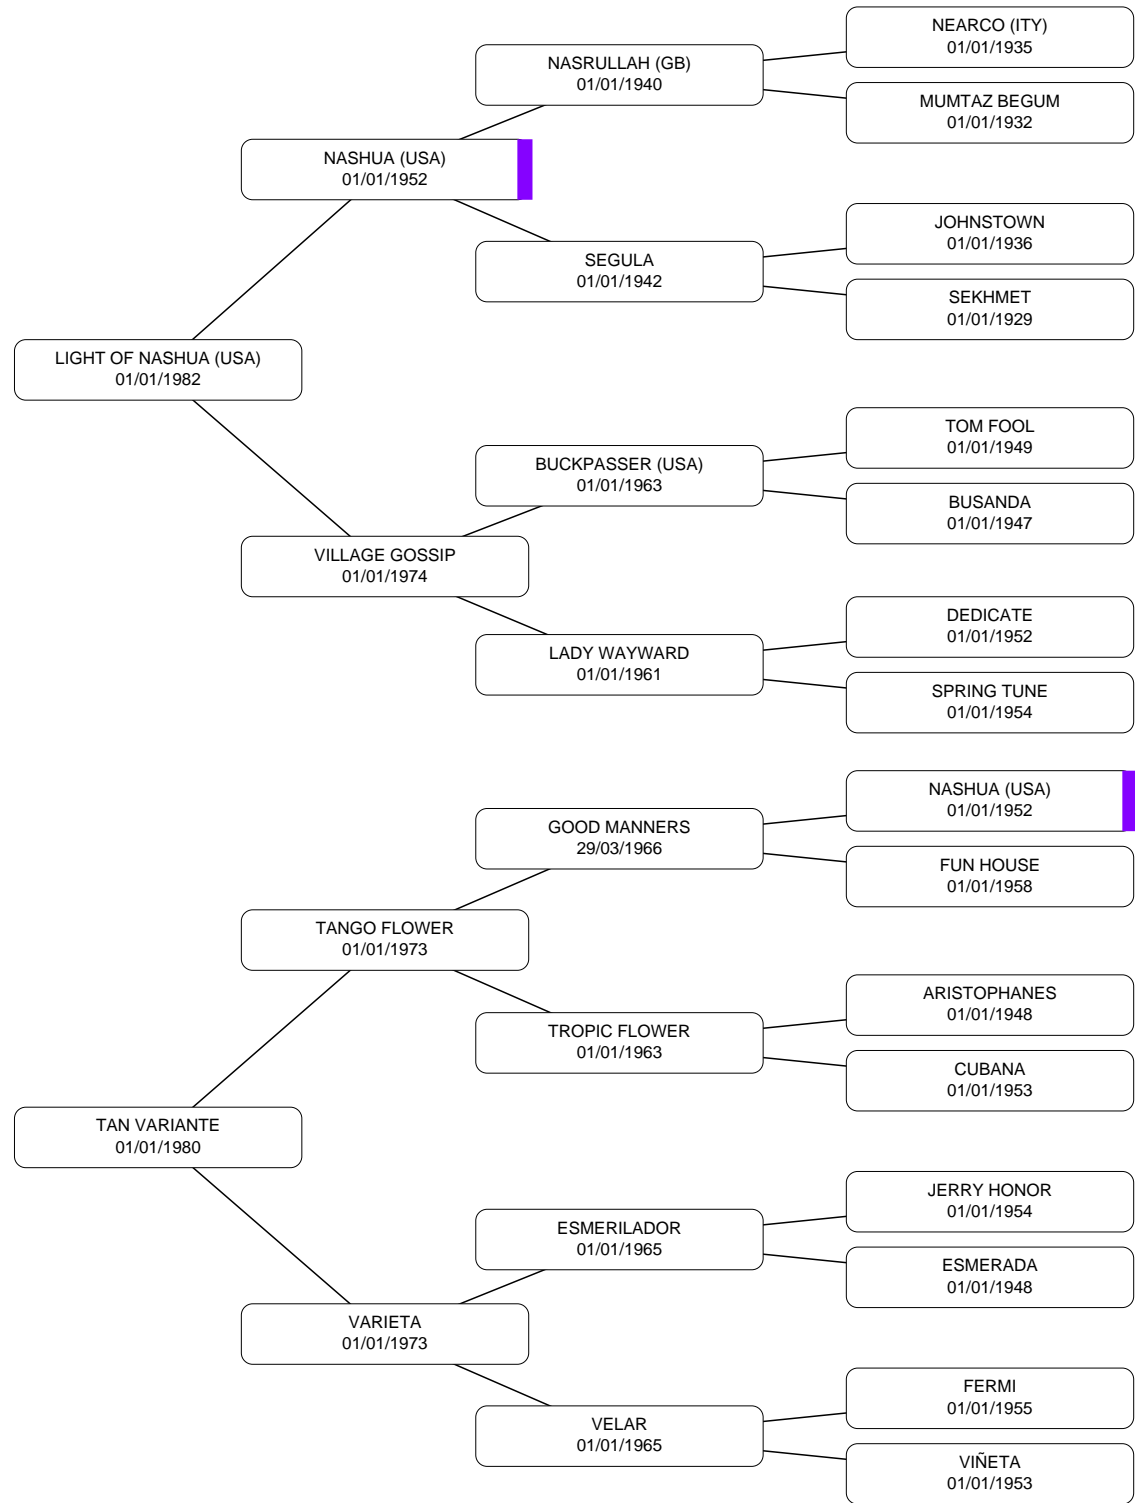 NEARCO (ITY)
01/01/1935
NASRULLAH (GB)
01/01/1940
MUMTAZ BEGUM
01/01/1932
NASHUA (USA)
01/01/1952
JOHNSTOWN
01/01/1936
SEGULA
01/01/1942
SEKHMET
01/01/1929
LIGHT OF NASHUA (USA)
01/01/1982
TOM FOOL
01/01/1949
BUCKPASSER (USA)
01/01/1963
BUSANDA
01/01/1947
VILLAGE GOSSIP
01/01/1974
DEDICATE
01/01/1952
LADY WAYWARD
01/01/1961
SPRING TUNE
01/01/1954
NASHUA (USA)
01/01/1952
GOOD MANNERS
29/03/1966
FUN HOUSE
01/01/1958
TANGO FLOWER
01/01/1973
ARISTOPHANES
01/01/1948
TROPIC FLOWER
01/01/1963
CUBANA
01/01/1953
TAN VARIANTE
01/01/1980
JERRY HONOR
01/01/1954
ESMERILADOR
01/01/1965
ESMERADA
01/01/1948
VARIETA
01/01/1973
FERMI
01/01/1955
VELAR
01/01/1965
VIÑETA
01/01/1953